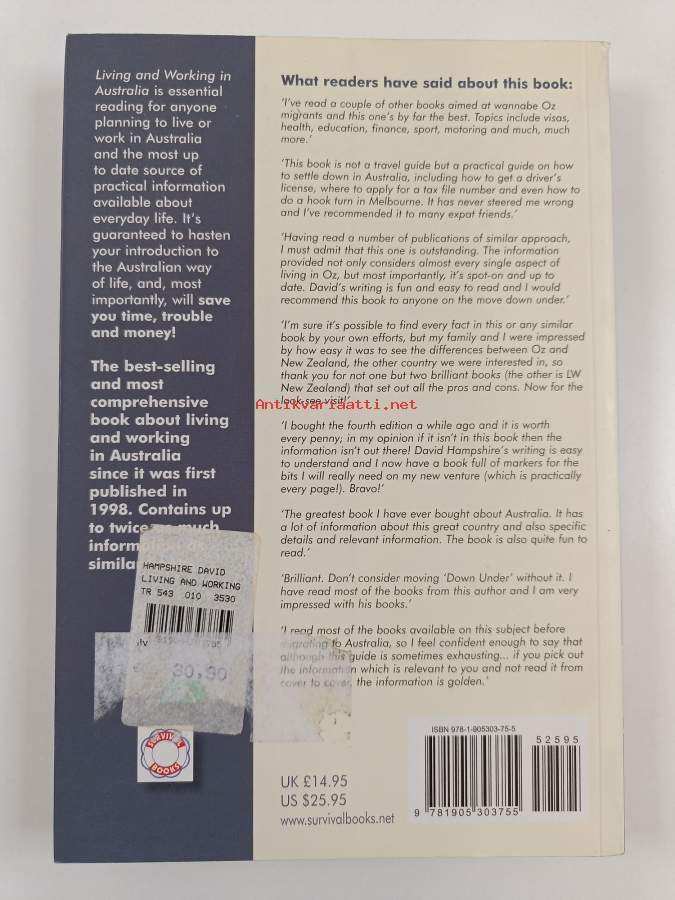 Living and Working in
Australia is essential
reading for anyone
planning to live or
work in Australia
and the most up
to date source of
practical information
available about
everyday life. It's
guaranteed to hasten
your introduction to
the Australian way
of life, and, most
importantly, will save
you time, trouble
and money!
The best-selling
and most
comprehensive
book about living
and working
in Australia
since it was first
published in
1998. Contains up
to twice as much
similar
HAMPSHIRE DAVID
LIVING AND WORKING
TR 543 010 3530
30,90
SURVIVAL
BOOKS
What readers have said about this book:
'I've read a couple of other books aimed at wannabe Oz
migrants and this one's by far the best. Topics include visas,
health, education, finance, sport, motoring and much, much
more.'
'This book is not a travel guide but a practical guide on how
to settle down in Australia, including how to get a driver's
license, where to apply for a tax file number and even how to
do a hook turn in Melbourne. It has never steered me wrong
and I've recommended it to many expat friends.'
'Having read a number of publications of similar approach,
I must admit that this one is outstanding. The information
provided not only considers almost every single aspect of
living in Oz, but most importantly, it's spot-on and up to
date. David's writing is fun and easy to read and I would
recommend this book to anyone on the move down under.'
'I'm sure it's possible to find every fact in this or any similar
book by your own efforts, but my family and I were impressed
by how easy it was to see the differences between Oz and
New Zealand, the other country we were interested in, so
thank you for not one but two brilliant books (the other is LW
New Zealand) that set out all the pros and cons. Now for the
look-see visit!'
Antikvariaatti.net
'I bought the fourth edition a while ago and it is worth
every penny; in my opinion if it isn't in this book then the
information isn't out there! David Hampshire's writing is easy
to understand and I now have a book full of markers for the
bits I will really need on my new venture (which is practically
every page!). Bravo!'
'The greatest book I have ever bought about Australia. It has
a lot of information about this great country and also specific
details and relevant information. The book is also quite fun to
read.'
'Brilliant. Don't consider moving 'Down Under' without it. I
have read most of the books from this author and I am very
impressed with his books.'
'I read most of the books available on this subject before
migrating to Australia, so I feel confident enough to say that
although this guide is sometimes exhausting... if you pick out
the information which is relevant to you and not read it from
cover to cover, the information is golden.'
UK £14.95
US $25.95
www.survivalbooks.net
ISBN 978-1-905303-75-5
52595
9 781905 303755